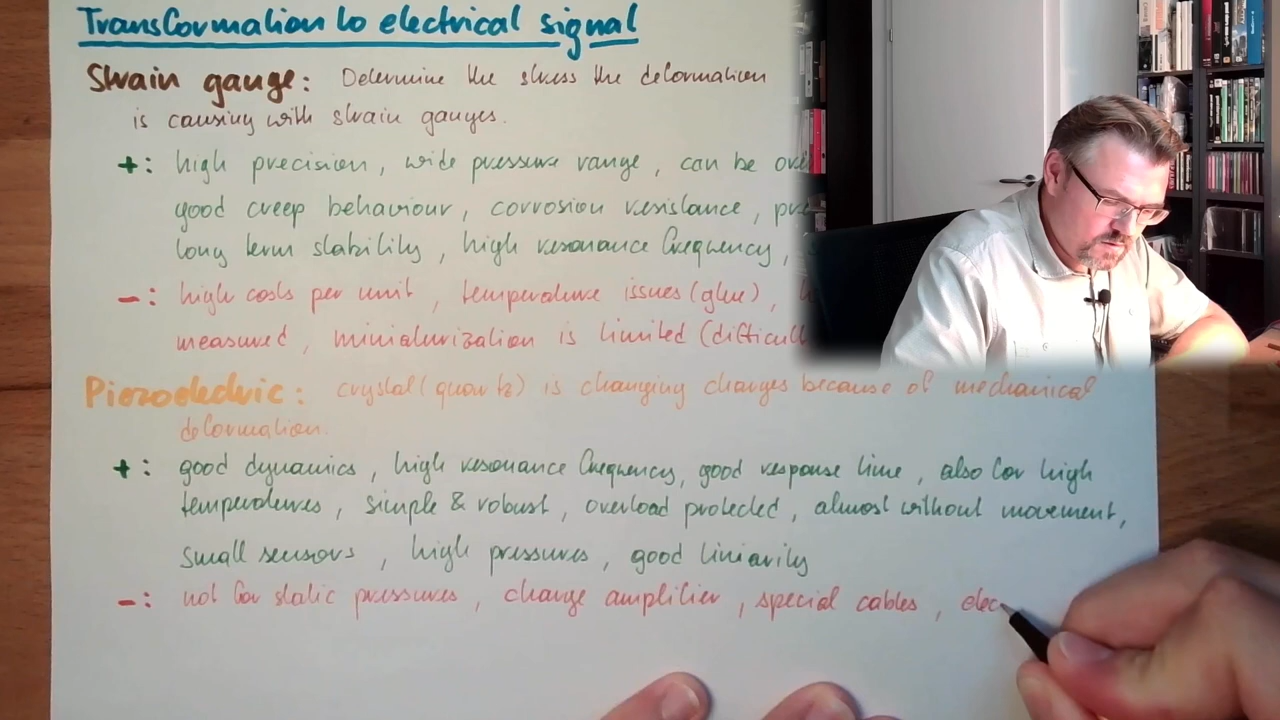 Transformation to electrical signal
Strain gauge: Determine the stress the deformation
is causing with strain gauges.
+: high precision, wide pressure range, can be
good creep behaviour, corrosion resistance,
long term stability, high resonance frequency,
-: high costs per unit, temperature issues (glue),
measured, miniaturization is limited (difficult
Piezoelectric: crystal (quartz) is changing charges because of mechanical
deformation.
+: good dynamics, high resonance frequency, good response time, also for high
temperatures, simple & robust, overload protected, almost without movement,
small sensors, high pressures, good liniarity
-: not for static pressures, charge amplifier, special cables, elec